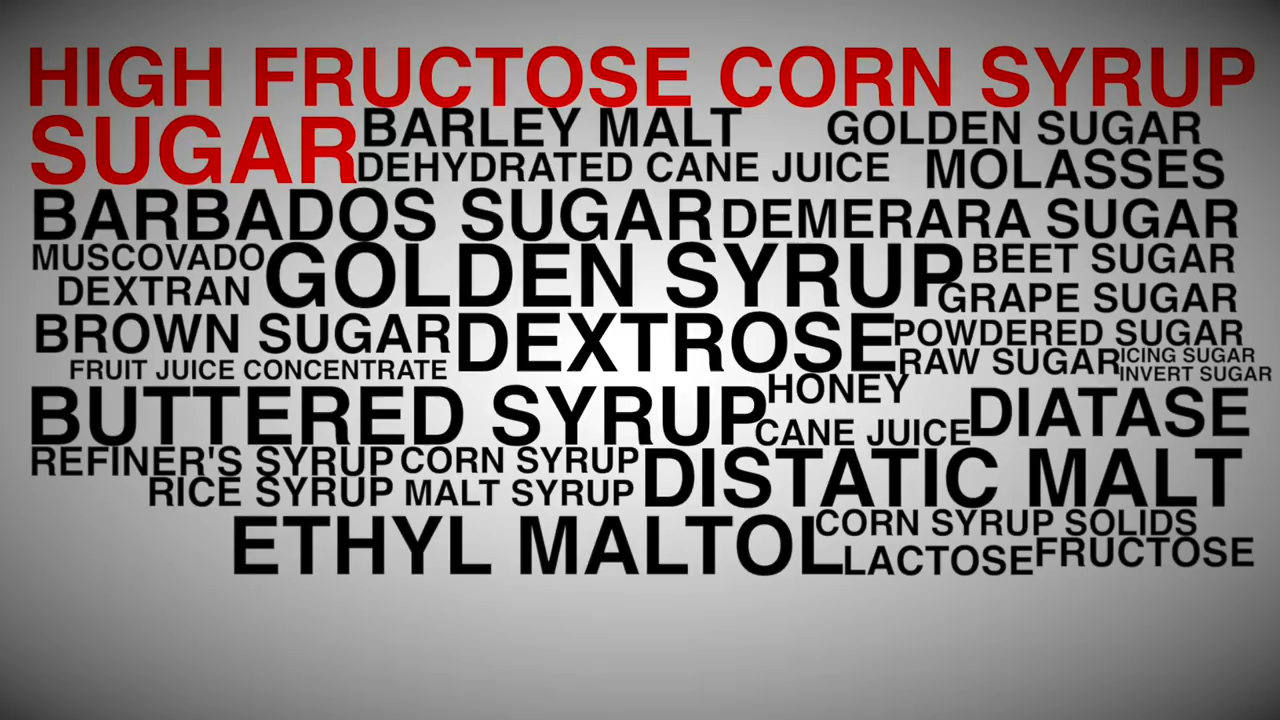 HIGH FRUCTOSE CORN SYRUP
SUGAR
BARLEY MALT
GOLDEN SUGAR
DEHYDRATED CANE JUICE
MOLASSES
BARBADOS SUGAR
DEMERARA SUGAR
MUSCOVADO
GOLDEN SYRUP
BEET SUGAR
DEXTRAN
GRAPE SUGAR
BROWN SUGAR
DEXTROSE
POWDERED SUGAR
FRUIT JUICE CONCENTRATE
RAW SUGAR
ICING SUGAR
INVERT SUGAR
BUTTERED SYRUP
HONEY
CANE JUICE
DIATASE
REFINER'S SYRUP
CORN SYRUP
DISTATIC MALT
RICE SYRUP
MALT SYRUP
ETHYL MALTOL
CORN SYRUP SOLIDS
LACTOSE
FRUCTOSE